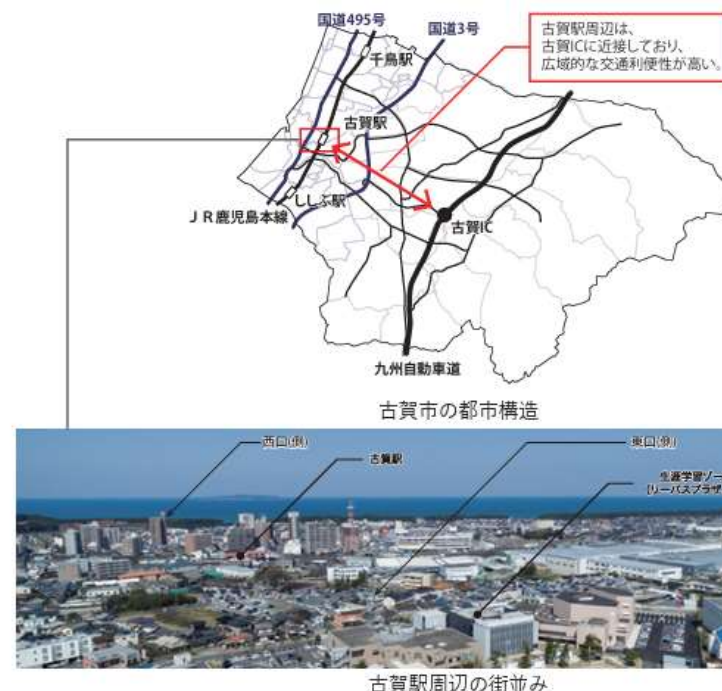 国道495号
国道3号
千鳥駅
古賀駅周辺は、
古賀ICに近接しており、
広域的な交通利便性が高い。
古賀駅
ししぶ駅
JR鹿児島本線
古賀IC
九州自動車道
古賀市の都市構造
西口(側)
東口(側)
古賀駅
生涯学習ゾー
(リーパスプラザ
古賀駅周辺の街並み